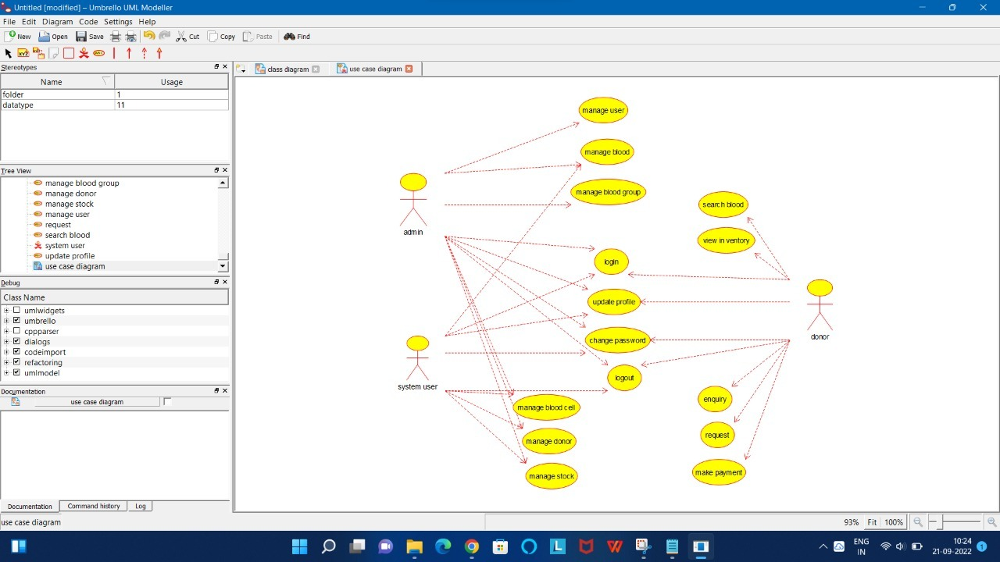 Untitled [modified] – Umbrello UML Modeller
File Edit Diagram Code Settings Help
New Open Save Cut Copy Paste Find
Stereotypes
Name Usage
folder 1
datatype 11
Tree View
manage blood group
manage donor
manage stock
manage user
request
search blood
system user
update profile
use case diagram
Debug
Class Name
umlwidgets
umbrello
cppparser
dialogs
codeimport
refactoring
umlmodel
Documentation
use case diagram
Documentation Command history Log
class diagram use case diagram
manage user
manage blood
manage blood group
admin
search blood
view in ventory
login
update profile
change password
donor
logout
system user
manage blood cell
manage donor
manage stock
enquiry
request
make payment
use case diagram
93% Fit 100%
ENG
IN
10:24
21-09-2022
1